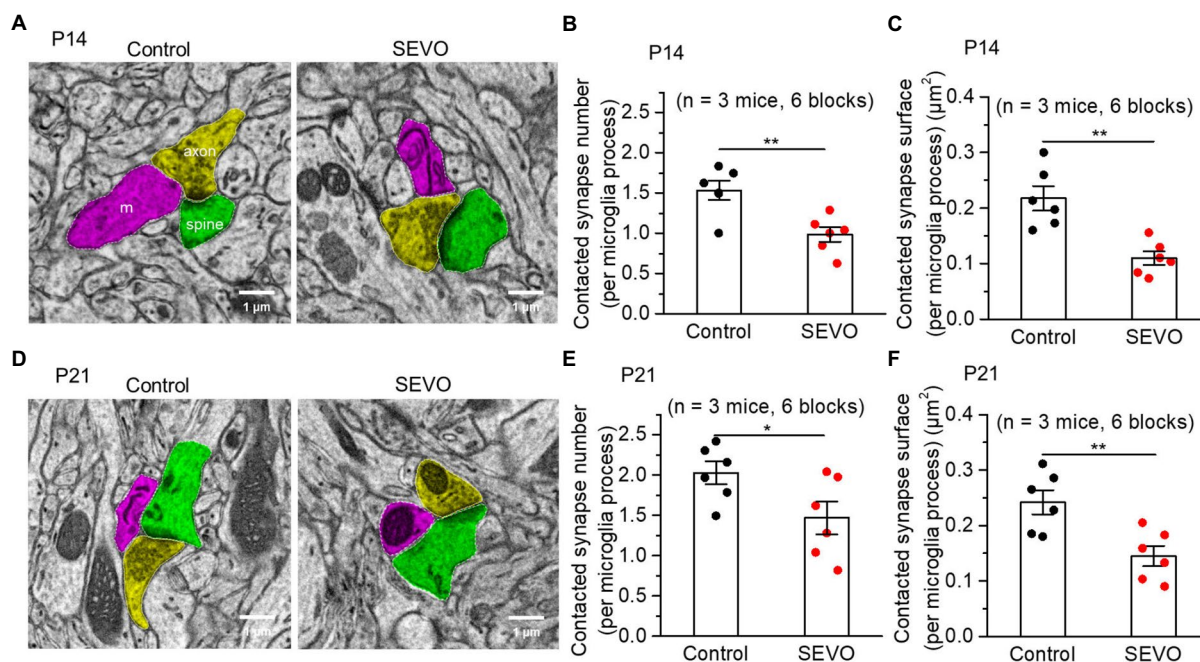 A
P14
Control
SEVO
axon
m
spine
1 µm
1 µm
B
P14
(n = 3 mice, 6 blocks)
**
Contacted synapse number
(per microglia process)
2.5
2.0
1.5
1.0
0.5
0.0
Control
SEVO
C
P14
(n = 3 mice, 6 blocks)
**
Contacted synapse surface
(per microglia process) (µm²)
0.4
0.3
0.2
0.1
0.0
Control
SEVO
D
P21
Control
SEVO
1 µm
1 µm
E
P21
(n = 3 mice, 6 blocks)
*
Contacted synapse number
(per microglia process)
2.5
2.0
1.5
1.0
0.5
0.0
Control
SEVO
F
P21
(n = 3 mice, 6 blocks)
**
Contacted synapse surface
(per microglia process) (µm²)
0.4
0.3
0.2
0.1
0.0
Control
SEVO